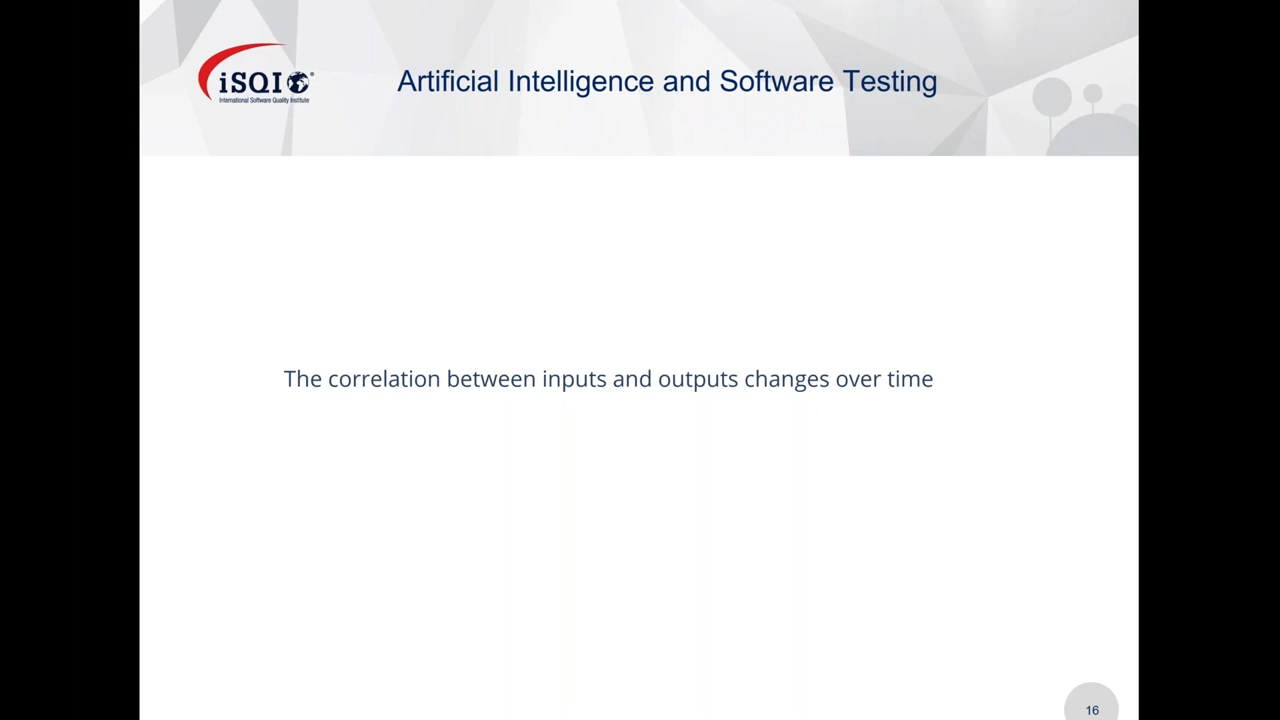 iSQI®
International Software Quality Institute
Artificial Intelligence and Software Testing
The correlation between inputs and outputs changes over time
16